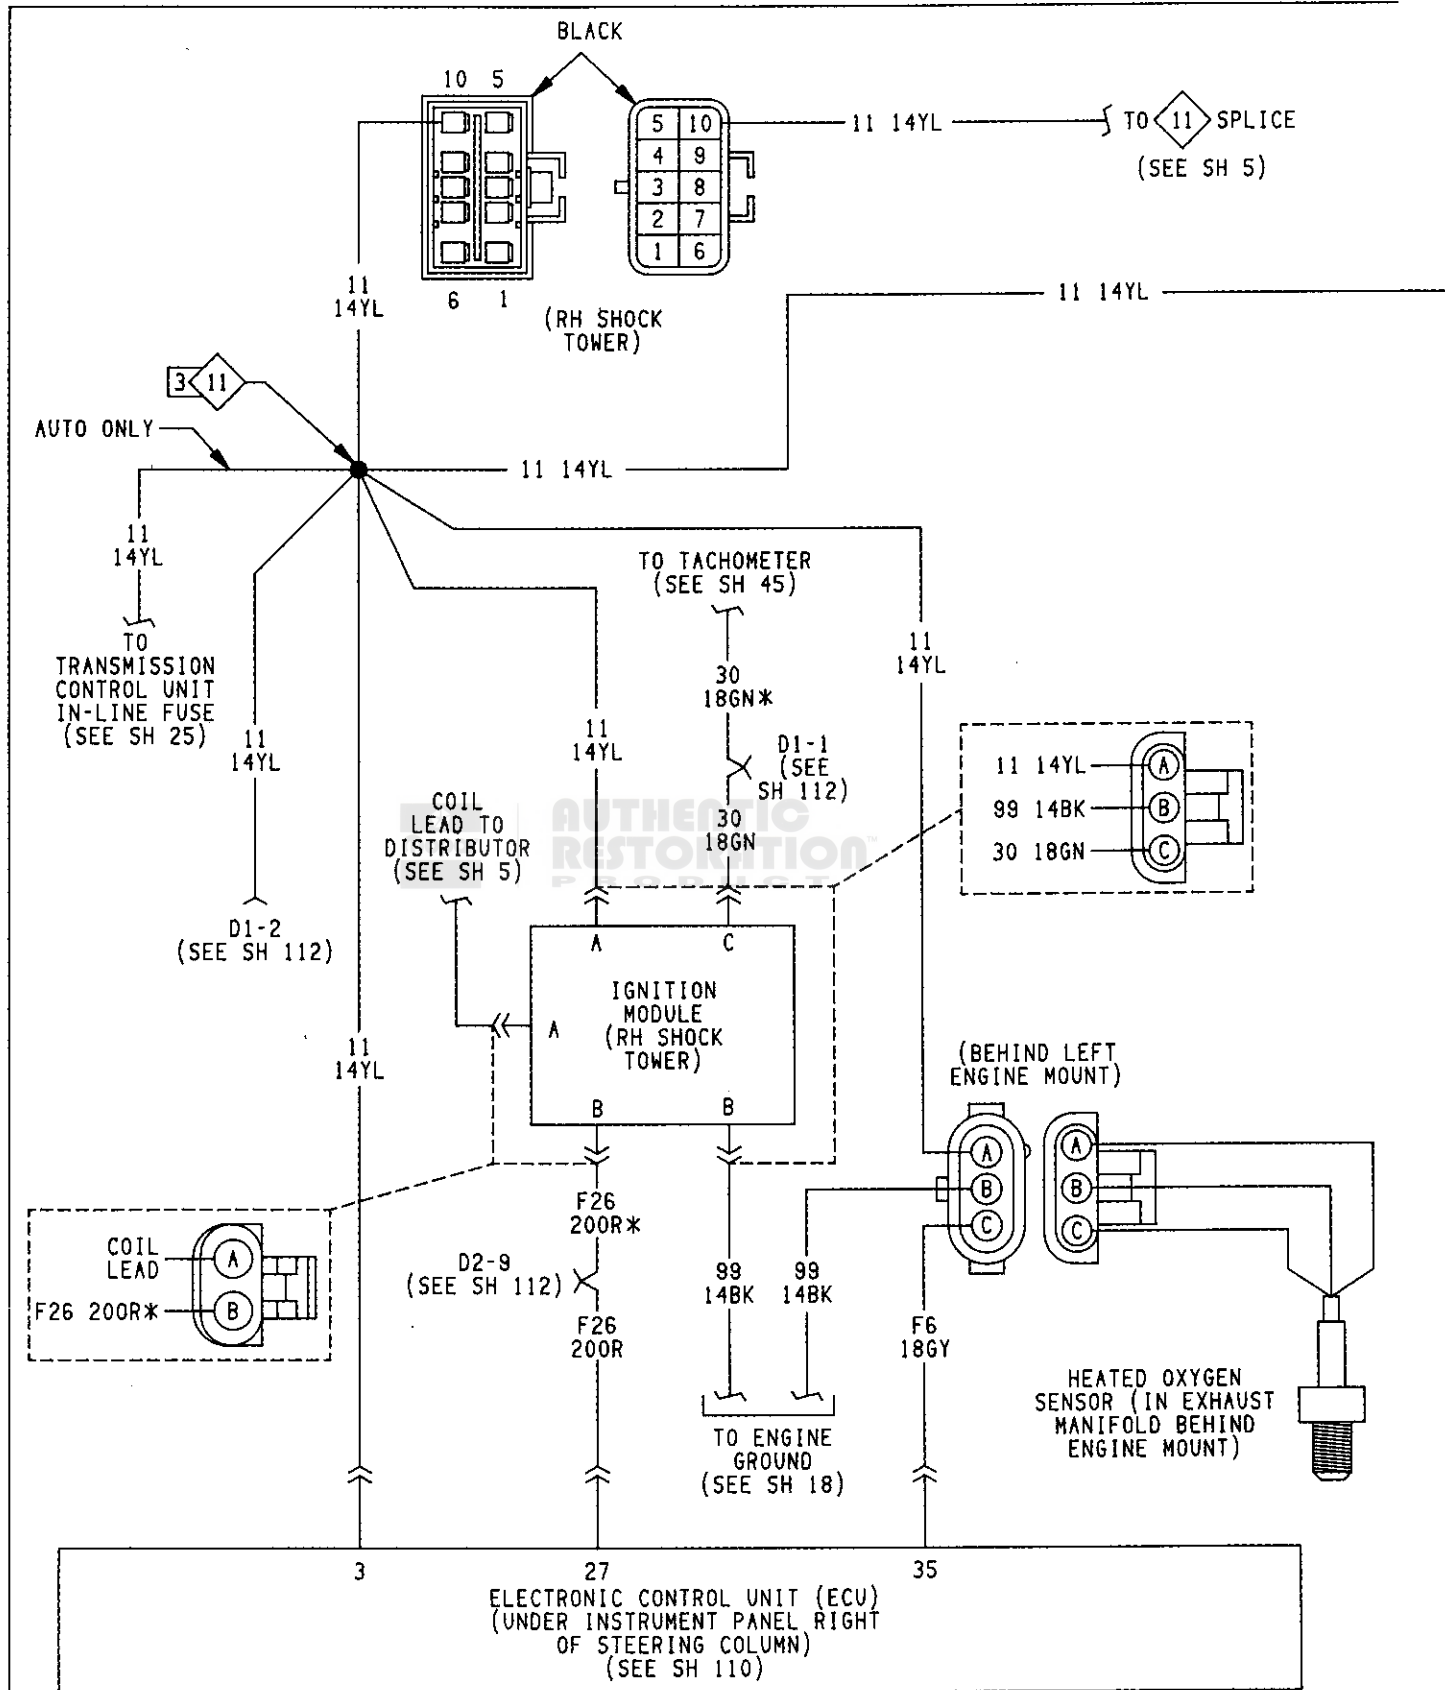 BLACK
10 5
5 10
4 9
3 8
2 7
1 6
6 1
11 14YL
TO 11 SPLICE
(SEE SH 5)
11
14YL
(RH SHOCK
TOWER)
11 14YL
3 11
AUTO ONLY
11 14YL
11
14YL
TO
TRANSMISSION
CONTROL UNIT
IN-LINE FUSE
(SEE SH 25)
TO TACHOMETER
(SEE SH 45)
30
18GN*
11
14YL
11
14YL
11
14YL
D1-1
(SEE
SH 112)
30
18GN
11 14YL
99 14BK
30 18GN
A
B
C
COIL
LEAD TO
DISTRIBUTOR
(SEE SH 5)
AUTHENTIC
RESTORATION™
PRODUCT
D1-2
(SEE SH 112)
A
C
A
IGNITION
MODULE
(RH SHOCK
TOWER)
B
B
11
14YL
(BEHIND LEFT
ENGINE MOUNT)
A
B
C
A
B
C
F26
20OR*
D2-9
(SEE SH 112)
F26
20OR
COIL
LEAD
F26 20OR*
A
B
99
14BK
99
14BK
F6
18GY
TO ENGINE
GROUND
(SEE SH 18)
HEATED OXYGEN
SENSOR (IN EXHAUST
MANIFOLD BEHIND
ENGINE MOUNT)
3
27
35
ELECTRONIC CONTROL UNIT (ECU)
(UNDER INSTRUMENT PANEL RIGHT
OF STEERING COLUMN)
(SEE SH 110)